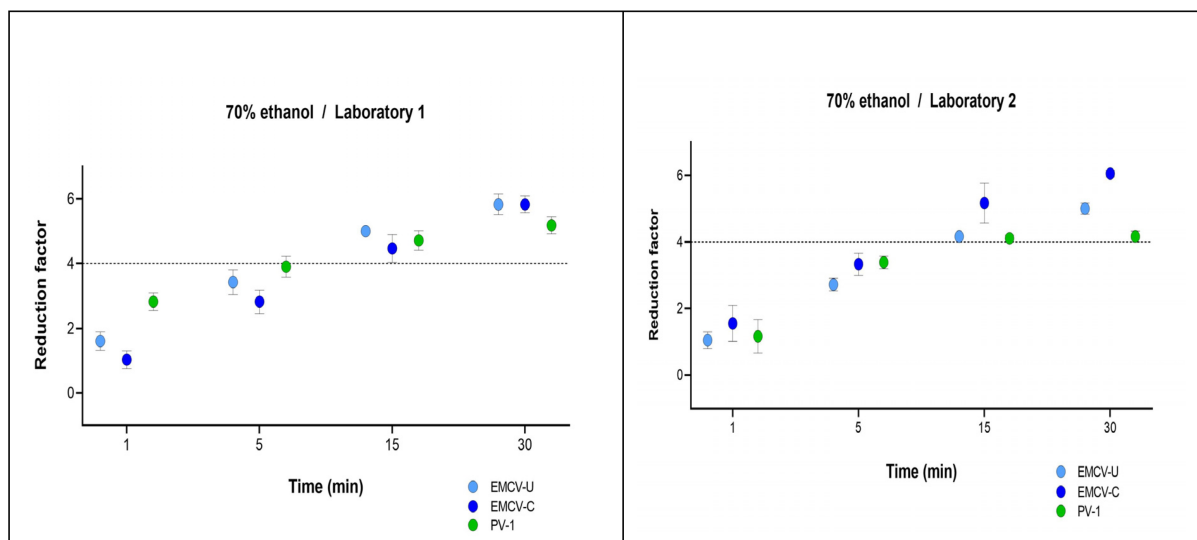 70% ethanol / Laboratory 1
Reduction factor
6
4
2
0
1 5 15 30
Time (min)
EMCV-U
EMCV-C
PV-1
70% ethanol / Laboratory 2
Reduction factor
6
4
2
0
1 5 15 30
Time (min)
EMCV-U
EMCV-C
PV-1